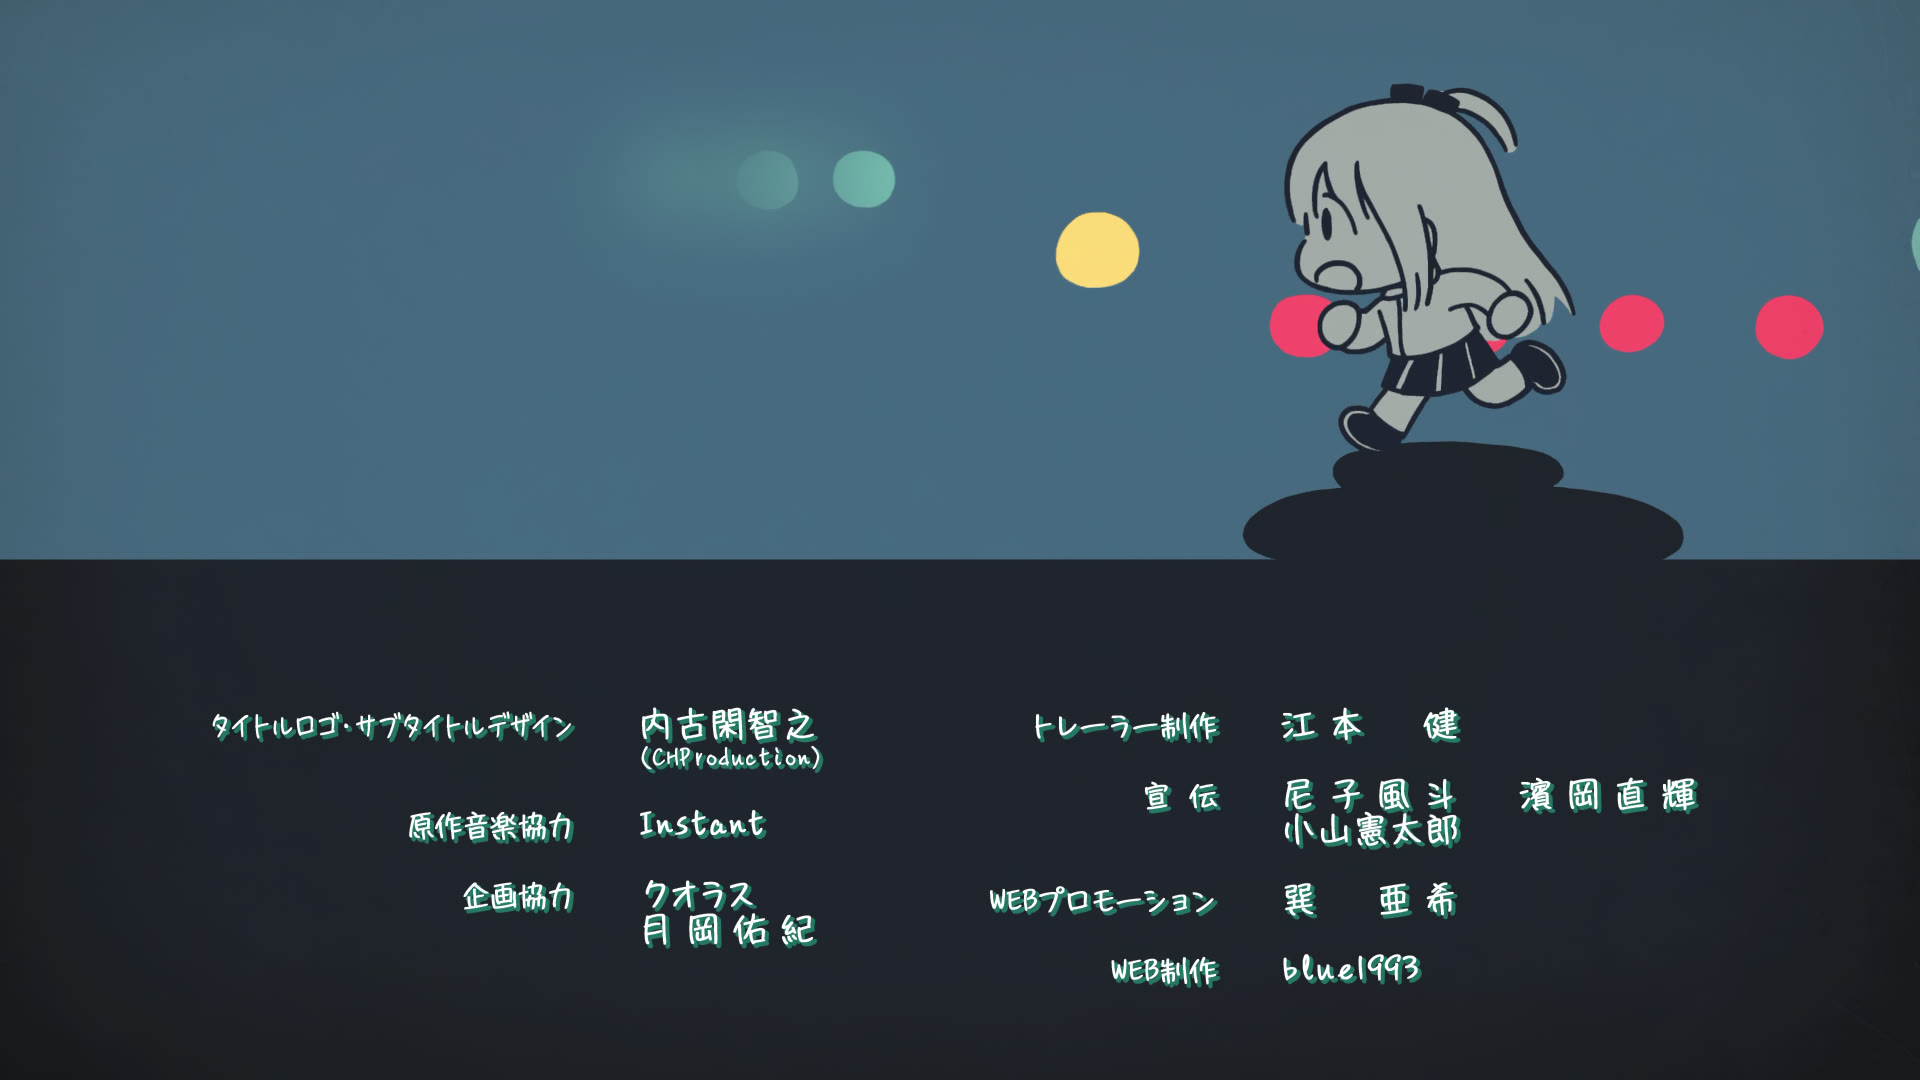 タイトルロゴ・サブタイトルデザイン 内古閑智之
(CHProduction)
原作音楽協力 Instant
企画協力 クオラス
月岡佑紀
トレーラー制作 江本 健
宣伝 尼子風斗 濱岡直輝
小山憲太郎
WEBプロモーション 巽 亜希
WEB制作 blue1993